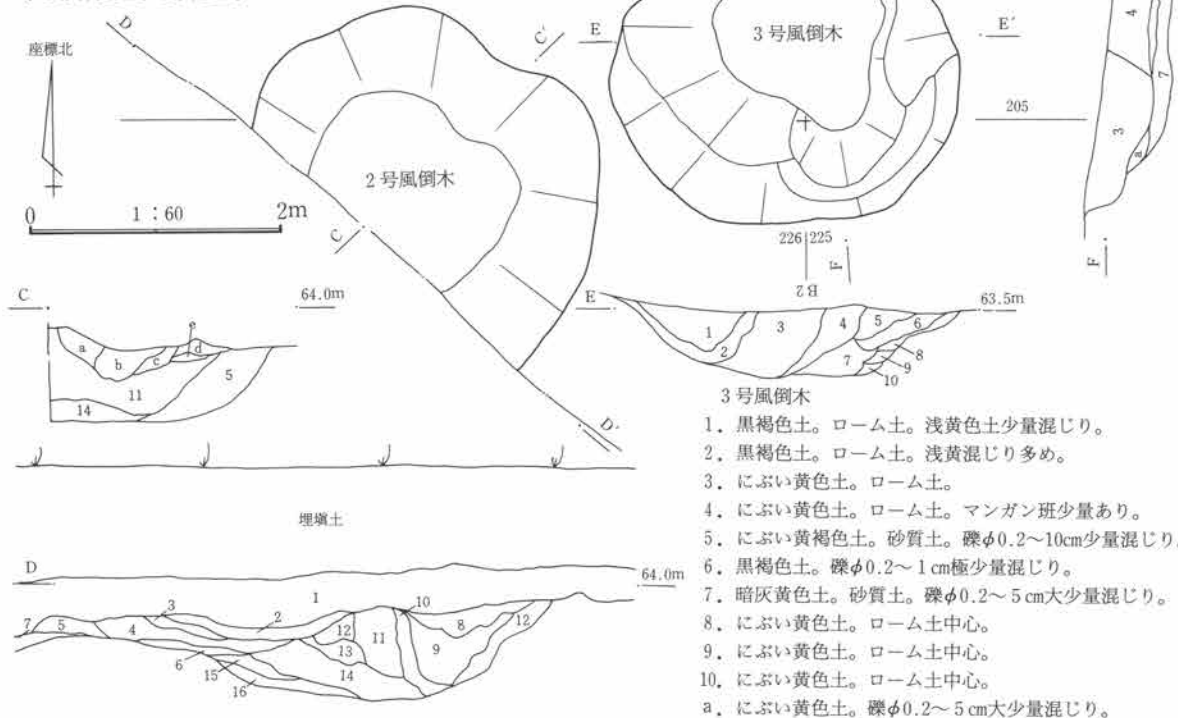 座標北
D
C'
E
3号風倒木
E′
4
7
3
a
205
2号風倒木
0 1:60 2m
C
D′
226 225
F
B2
F
C
64.0m
a
b
c
e
d
11
5
14
E
63.5m
1
2
3
4
5
6
7
8
9
10
埋塡土
D
64.0m
1
2
3
4
5
7
6
15
16
12
13
14
11
10
8
9
12
3号風倒木
1．黒褐色土。ローム土。浅黄色土少量混じり。
2．黒褐色土。ローム土。浅黄混じり多め。
3．にぶい黄色土。ローム土。
4．にぶい黄色土。ローム土。マンガン班少量あり。
5．にぶい黄褐色土。砂質土。礫φ0.2～10cm少量混じり。
6．黒褐色土。礫φ0.2～1cm極少量混じり。
7．暗灰黄色土。砂質土。礫φ0.2～5cm大少量混じり。
8．にぶい黄色土。ローム土中心。
9．にぶい黄色土。ローム土中心。
10．にぶい黄色土。ローム土中心。
a．にぶい黄色土。礫φ0.2～5cm大少量混じり。